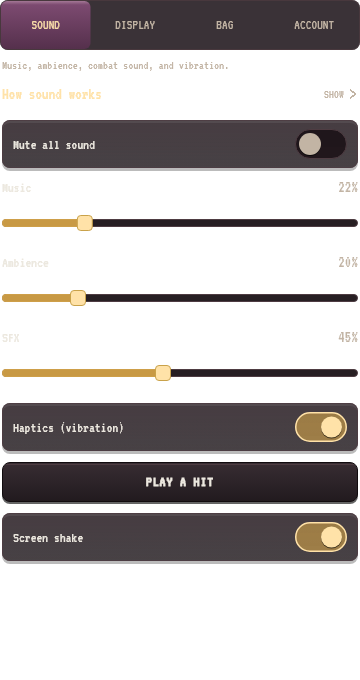 SOUND DISPLAY BAG ACCOUNT
Music, ambience, combat sound, and vibration.
How sound works SHOW >
Mute all sound
Music 22%
Ambience 20%
SFX 45%
Haptics (vibration)
PLAY A HIT
Screen shake